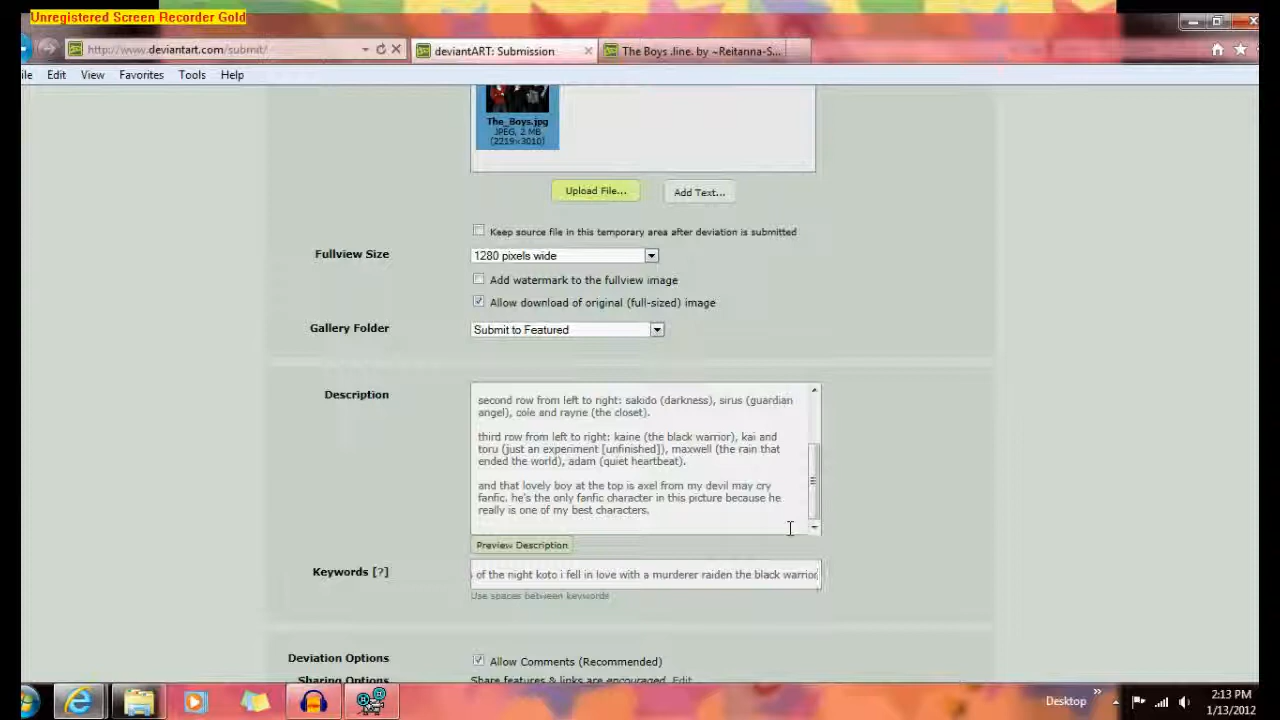 Unregistered Screen Recorder Gold
http://www.deviantart.com/submit/
deviantART: Submission
The Boys .line. by ~Reitanna-S...
ile Edit View Favorites Tools Help
The_Boys.jpg
JPEG, 2 MB
(2219×3010)
Upload File...
Add Text...
Keep source file in this temporary area after deviation is submitted
Fullview Size
1280 pixels wide
Add watermark to the fullview image
Allow download of original (full-sized) image
Gallery Folder
Submit to Featured
Description
second row from left to right: sakido (darkness), sirus (guardian
angel), cole and rayne (the closet).
third row from left to right: kaine (the black warrior), kai and
toru (just an experiment [unfinished]), maxwell (the rain that
ended the world), adam (quiet heartbeat).
and that lovely boy at the top is axel from my devil may cry
fanfic. he's the only fanfic character in this picture because he
really is one of my best characters.
Preview Description
Keywords [?]
of the night koto i fell in love with a murderer raiden the black warrior
Use spaces between keywords
Deviation Options
Allow Comments (Recommended)
Sharing Options
Share features & links are encouraged. Edit
Desktop
2:13 PM
1/13/2012